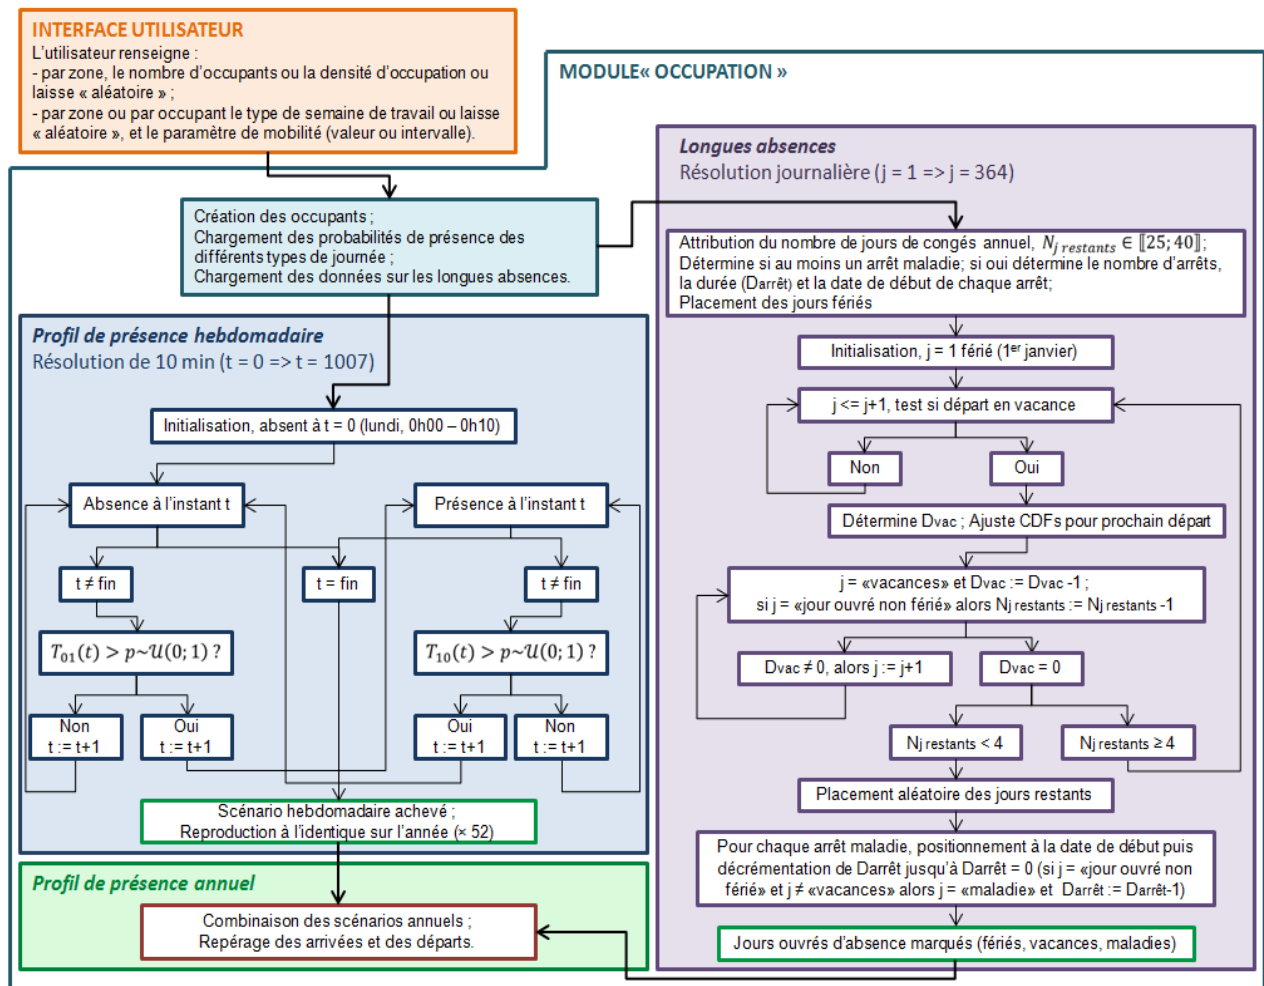 INTERFACE UTILISATEUR
L'utilisateur renseigne :
- par zone, le nombre d'occupants ou la densité d'occupation ou
laisse « aléatoire » ;
- par zone ou par occupant le type de semaine de travail ou laisse
« aléatoire », et le paramètre de mobilité (valeur ou intervalle).
MODULE« OCCUPATION »
Création des occupants ;
Chargement des probabilités de présence des
différents types de journée ;
Chargement des données sur les longues absences.
Profil de présence hebdomadaire
Résolution de 10 min (t = 0 => t = 1007)
Initialisation, absent à t = 0 (lundi, 0h00 – 0h10)
Absence à l'instant t
Présence à l'instant t
t ≠ fin
t = fin
t ≠ fin
T01(t) > p~U(0; 1) ?
T10(t) > p~U(0; 1) ?
Non
t := t+1
Oui
t := t+1
Oui
t := t+1
Non
t := t+1
Scénario hebdomadaire achevé ;
Reproduction à l'identique sur l'année (× 52)
Profil de présence annuel
Combinaison des scénarios annuels ;
Repérage des arrivées et des départs.
Longues absences
Résolution journalière (j = 1 => j = 364)
Attribution du nombre de jours de congés annuel, Nj restants ∈ ⟦25; 40⟧ ;
Détermine si au moins un arrêt maladie; si oui détermine le nombre d'arrêts,
la durée (Darrêt) et la date de début de chaque arrêt;
Placement des jours fériés
Initialisation, j = 1 férié (1er janvier)
j <= j+1, test si départ en vacance
Non
Oui
Détermine Dvac ; Ajuste CDFs pour prochain départ
j = «vacances» et Dvac := Dvac -1 ;
si j = «jour ouvré non férié» alors Nj restants := Nj restants -1
Dvac ≠ 0, alors j := j+1
Dvac = 0
Nj restants < 4
Nj restants ≥ 4
Placement aléatoire des jours restants
Pour chaque arrêt maladie, positionnement à la date de début puis
décrémentation de Darrêt jusqu'à Darrêt = 0 (si j = «jour ouvré non
férié» et j ≠ «vacances» alors j = «maladie» et Darrêt := Darrêt-1)
Jours ouvrés d'absence marqués (fériés, vacances, maladies)